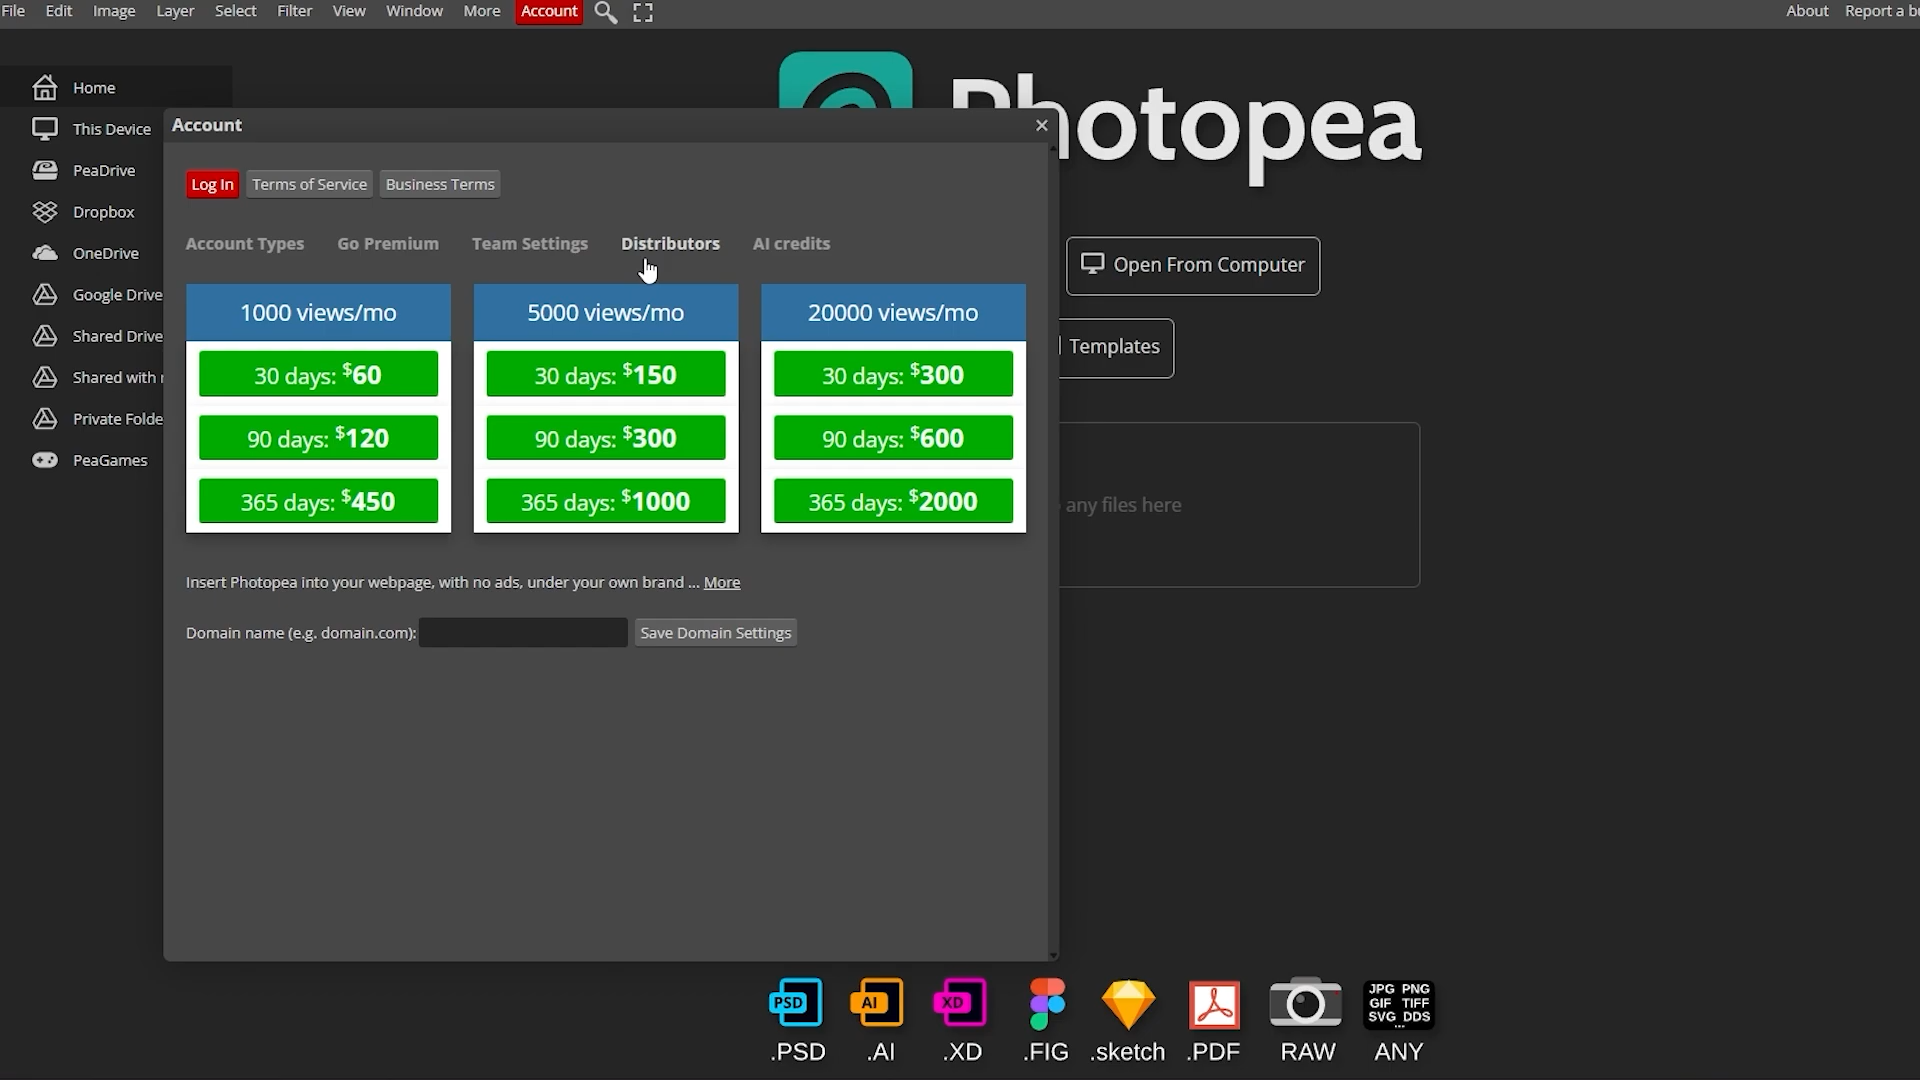 File Edit Image Layer Select Filter View Window More Account
About Report a bu
Photopea
Home
This Device
PeaDrive
Dropbox
OneDrive
Google Drive
Shared Drive
Shared with
Private Folde
PeaGames
Account
Log In Terms of Service Business Terms
Account Types Go Premium Team Settings Distributors AI credits
1000 views/mo
30 days: $60
90 days: $120
365 days: $450
5000 views/mo
30 days: $150
90 days: $300
365 days: $1000
20000 views/mo
30 days: $300
90 days: $600
365 days: $2000
Insert Photopea into your webpage, with no ads, under your own brand ... More
Domain name (e.g. domain.com): Save Domain Settings
Open From Computer
Templates
any files here
PSD AI XD JPG PNG
GIF TIFF
SVG DDS
...
.PSD .AI .XD .FIG .sketch .PDF RAW ANY